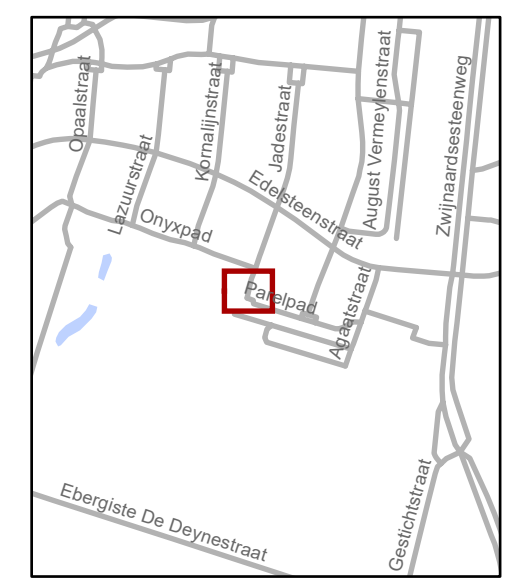 Opaalstraat
Lazuurstraat
Kornalijnstraat
Jadestraat
August Vermeylenstraat
Zwijnaardsesteenweg
Edelsteenstraat
Onyxpad
Parelpad
Agaatstraat
Ebergiste De Deynestraat
Gestichtstraat